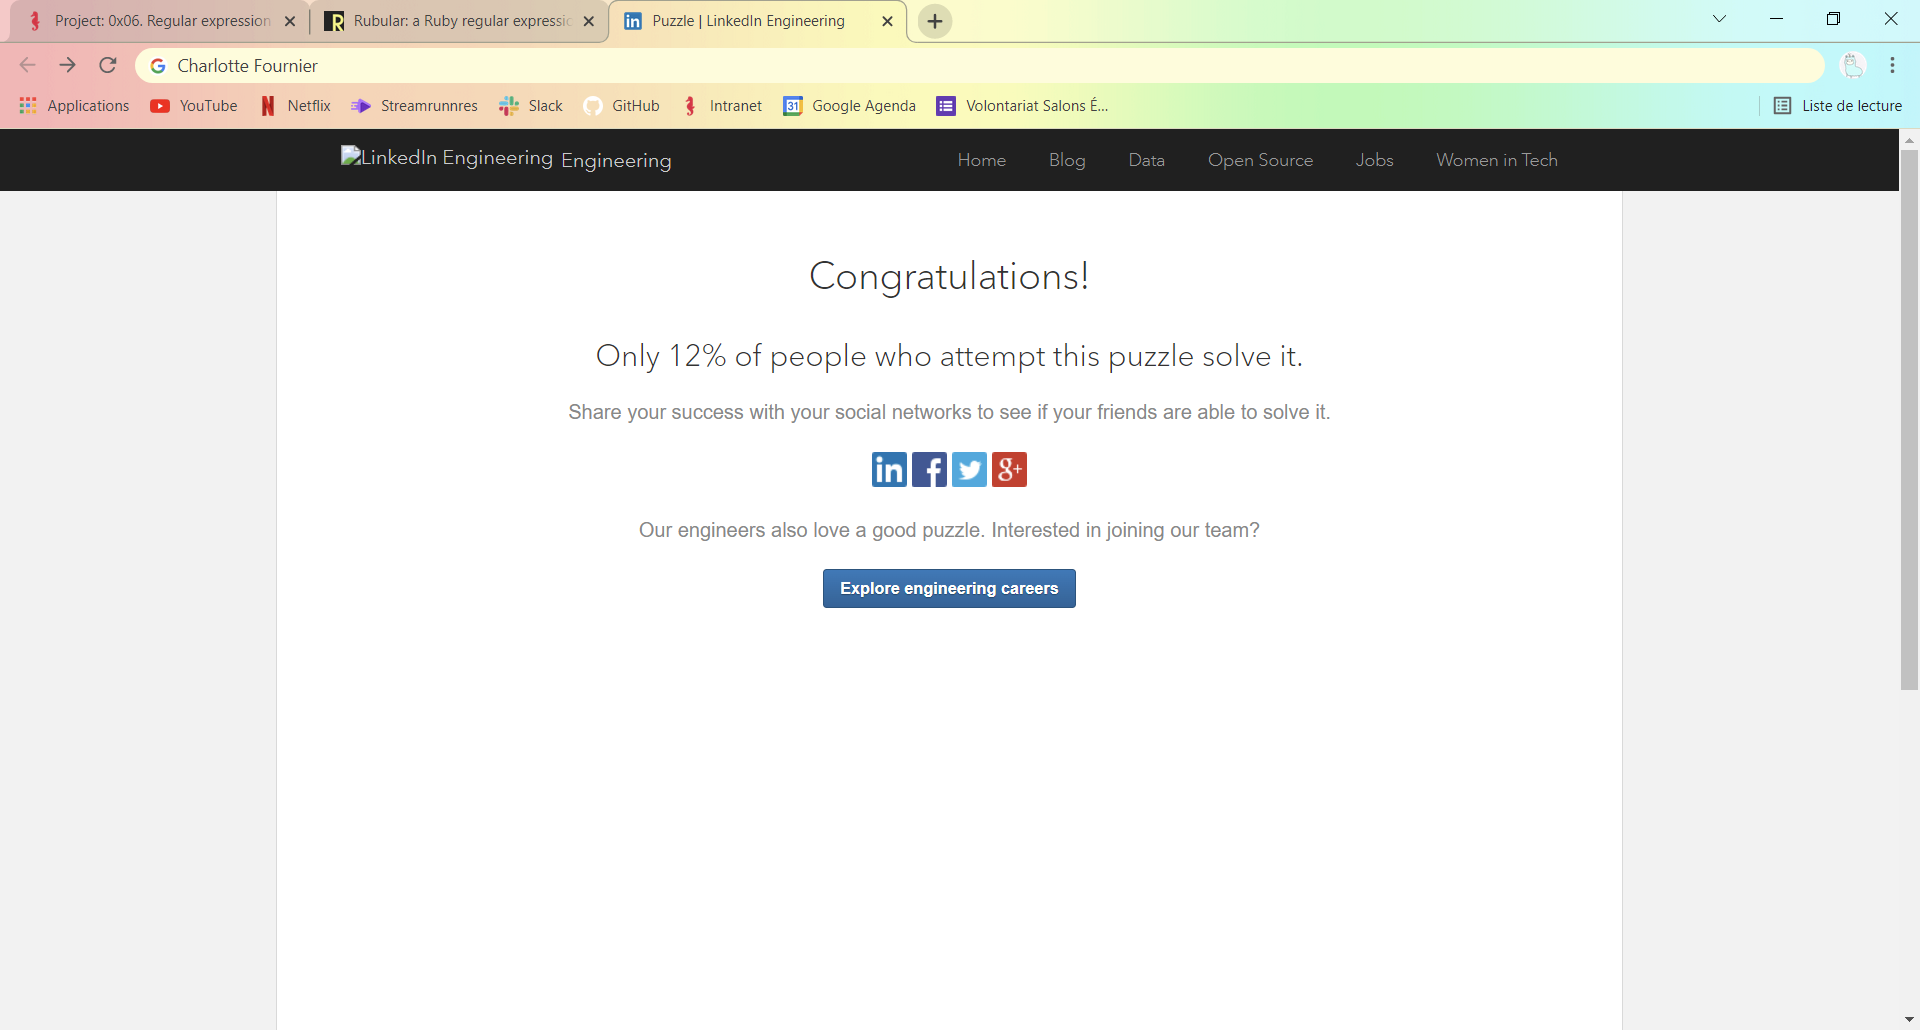 Project: 0x06. Regular expression
Rubular: a Ruby regular expressio
Puzzle | LinkedIn Engineering
Charlotte Fournier
Applications YouTube Netflix Streamrunnres Slack GitHub Intranet 31 Google Agenda Volontariat Salons É... Liste de lecture
LinkedIn Engineering Engineering Home Blog Data Open Source Jobs Women in Tech
Congratulations!
Only 12% of people who attempt this puzzle solve it.
Share your success with your social networks to see if your friends are able to solve it.
in f g+
Our engineers also love a good puzzle. Interested in joining our team?
Explore engineering careers